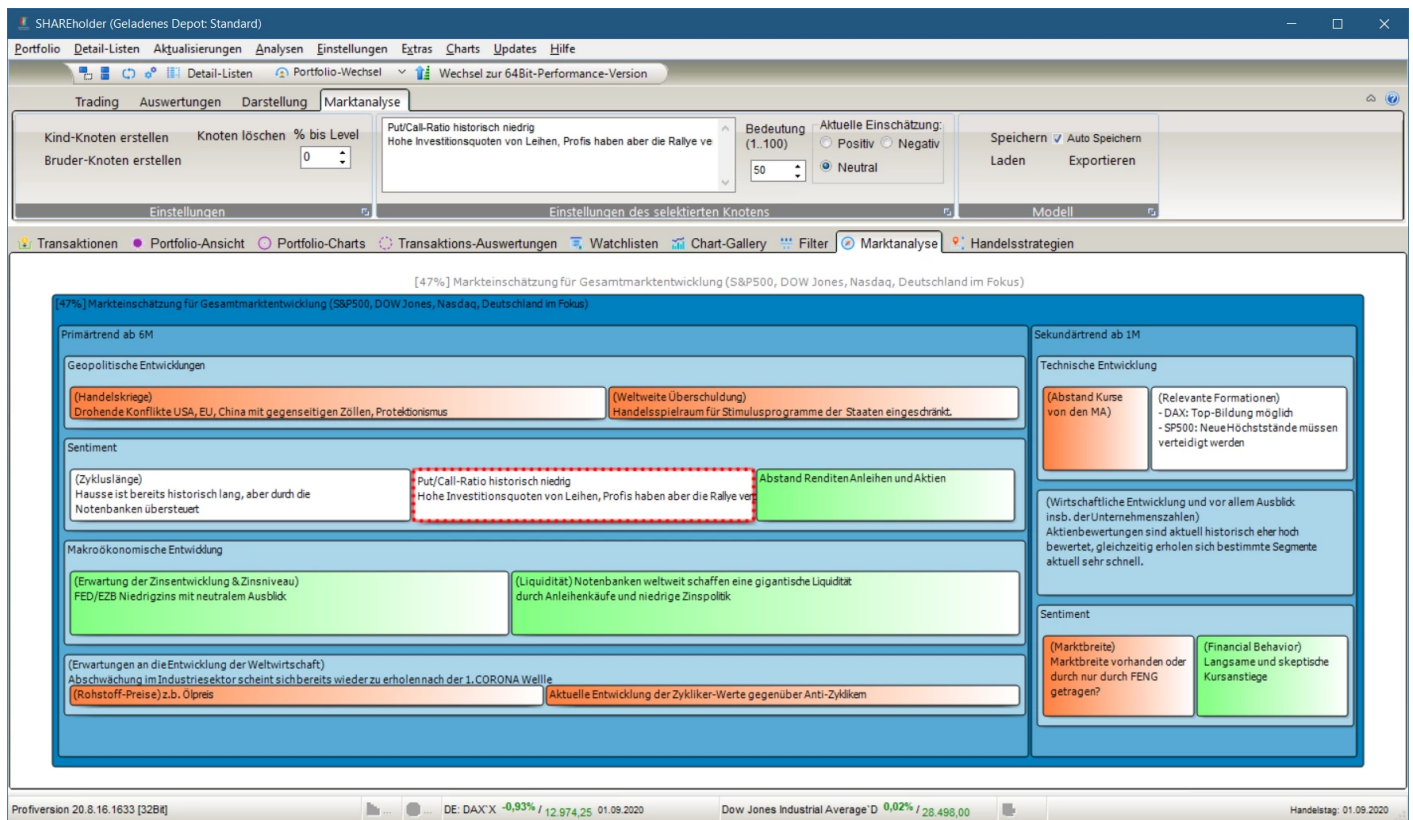 SHAREholder (Geladenes Depot: Standard)
Portfolio Detail-Listen Aktualisierungen Analysen Einstellungen Extras Charts Updates Hilfe
Detail-Listen Portfolio-Wechsel Wechsel zur 64Bit-Performance-Version
Trading Auswertungen Darstellung Marktanalyse
Kind-Knoten erstellen Knoten löschen % bis Level
Bruder-Knoten erstellen 0
Einstellungen
Put/Call-Ratio historisch niedrig
Hohe Investitionsquoten von Leihen, Profis haben aber die Rallye ve
Bedeutung
(1..100)
50
Aktuelle Einschätzung:
Positiv Negativ
Neutral
Einstellungen des selektierten Knotens
Speichern Auto Speichern
Laden Exportieren
Modell
Transaktionen Portfolio-Ansicht Portfolio-Charts Transaktions-Auswertungen Watchlisten Chart-Gallery Filter Marktanalyse Handelsstrategien
[47%] Markteinschätzung für Gesamtmarktentwicklung (S&P500, DOW Jones, Nasdaq, Deutschland im Fokus)
[47%] Markteinschätzung für Gesamtmarktentwicklung (S&P500, DOW Jones, Nasdaq, Deutschland im Fokus)
Primärtrend ab 6M
Geopolitische Entwicklungen
(Handelskriege)
Drohende Konflikte USA, EU, China mit gegenseitigen Zöllen, Protektionismus
(Weltweite Überschuldung)
Handelsspielraum für Stimulusprogramme der Staaten eingeschränkt.
Sentiment
(Zykluslänge)
Hausse ist bereits historisch lang, aber durch die
Notenbanken übersteuert
Put/Call-Ratio historisch niedrig
Hohe Investitionsquoten von Leihen, Profis haben aber die Rallye verp
Abstand Renditen Anleihen und Aktien
Makroökonomische Entwicklung
(Erwartung der Zinsentwicklung & Zinsniveau)
FED/EZB Niedrigzins mit neutralem Ausblick
(Liquidität) Notenbanken weltweit schaffen eine gigantische Liquidität
durch Anleihenkäufe und niedrige Zinspolitik
(Erwartungen an die Entwicklung der Weltwirtschaft)
Abschwächung im Industriesektor scheint sich bereits wieder zu erholen nach der 1. CORONA Wellle
(Rohstoff-Preise) z.b. Ölpreis
Aktuelle Entwicklung der Zykliker-Werte gegenüber Anti-Zyklikern
Sekundärtrend ab 1M
Technische Entwicklung
(Abstand Kurse
von den MA)
(Relevante Formationen)
- DAX: Top-Bildung möglich
- SP500: Neue Höchststände müssen
verteidigt werden
(Wirtschaftliche Entwicklung und vor allem Ausblick
insb. der Unternehmenszahlen)
Aktienbewertungen sind aktuell historisch eher hoch
bewertet, gleichzeitig erholen sich bestimmte Segmente
aktuell sehr schnell.
Sentiment
(Marktbreite)
Marktbreite vorhanden oder
durch nur durch FENG
getragen?
(Financial Behavior)
Langsame und skeptische
Kursanstiege
Profiversion 20.8.16.1633 [32Bit] ... ... DE: DAX`X -0,93% / 12.974,25 01.09.2020 Dow Jones Industrial Average`D 0,02% / 28.498,00 Handelstag: 01.09.2020